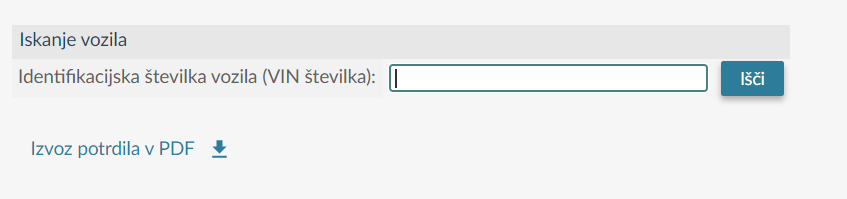 Iskanje vozila
Identifikacijska številka vozila (VIN številka): Išči
Izvoz potrdila v PDF